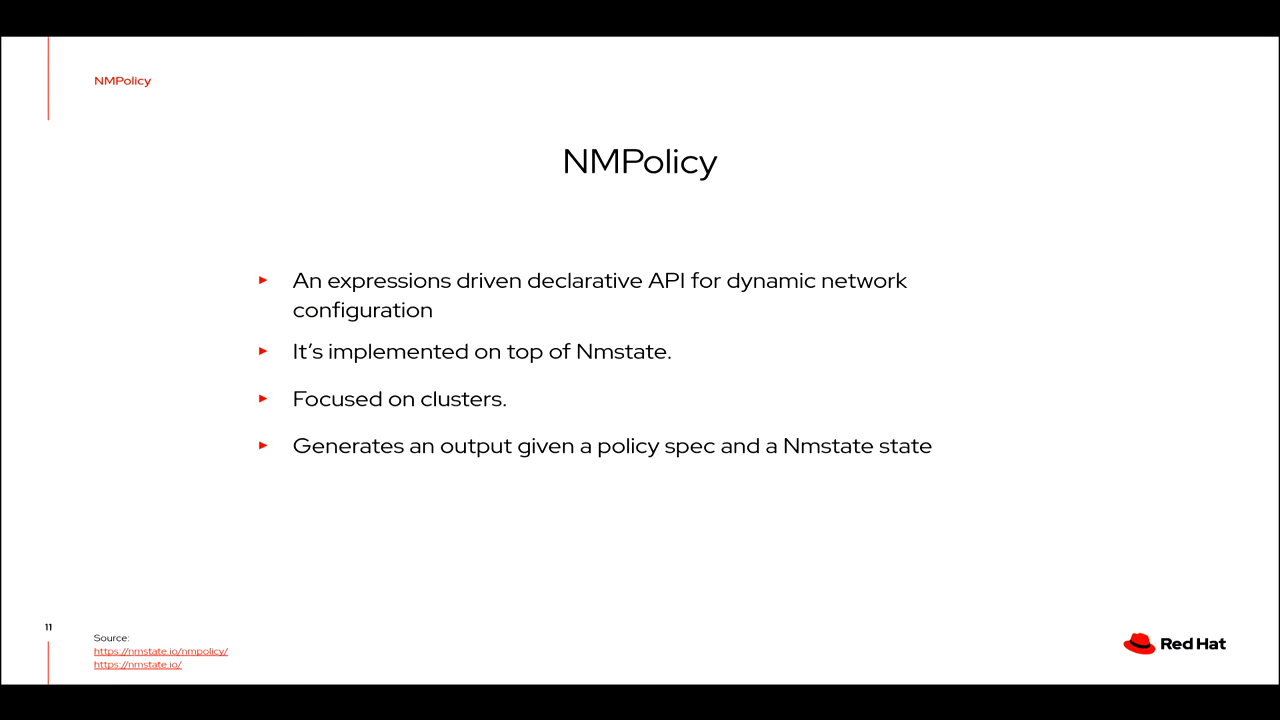 NMPolicy
NMPolicy
► An expressions driven declarative API for dynamic network
configuration
► It’s implemented on top of Nmstate.
► Focused on clusters.
► Generates an output given a policy spec and a Nmstate state
11
Source:
https://nmstate.io/nmpolicy/
https://nmstate.io/
Red Hat